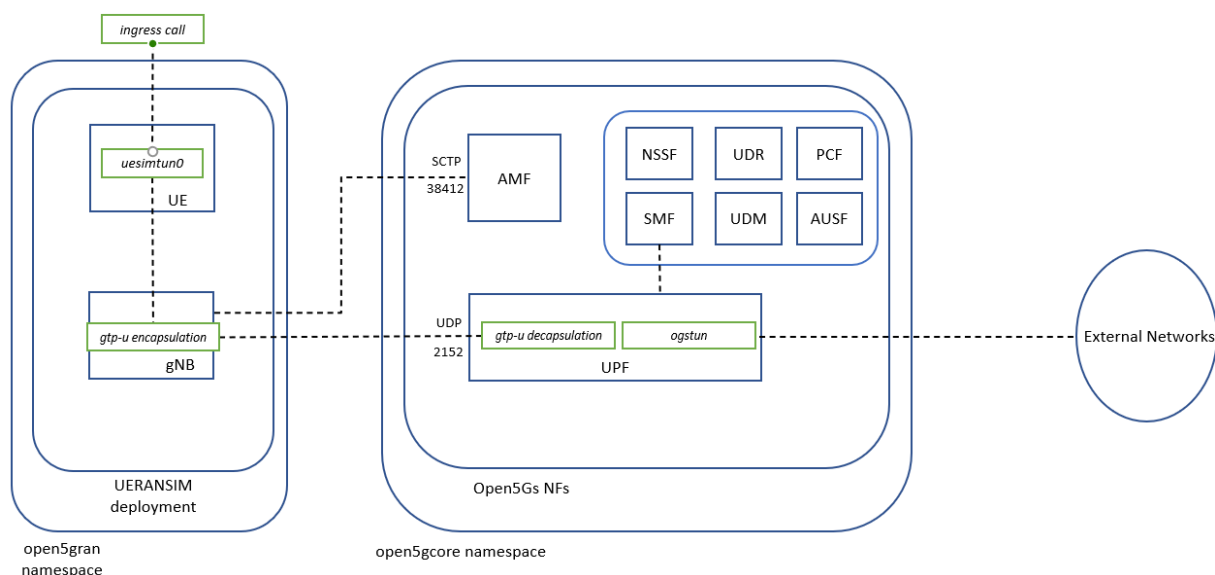 ingress call
uesimtun0
UE
gtp-u encapsulation
gNB
UERANSIM
deployment
open5gran
namespace
SCTP
38412
AMF
NSSF
UDR
PCF
SMF
UDM
AUSF
UDP
2152
gtp-u decapsulation
ogstun
UPF
Open5Gs NFs
open5gcore namespace
External Networks